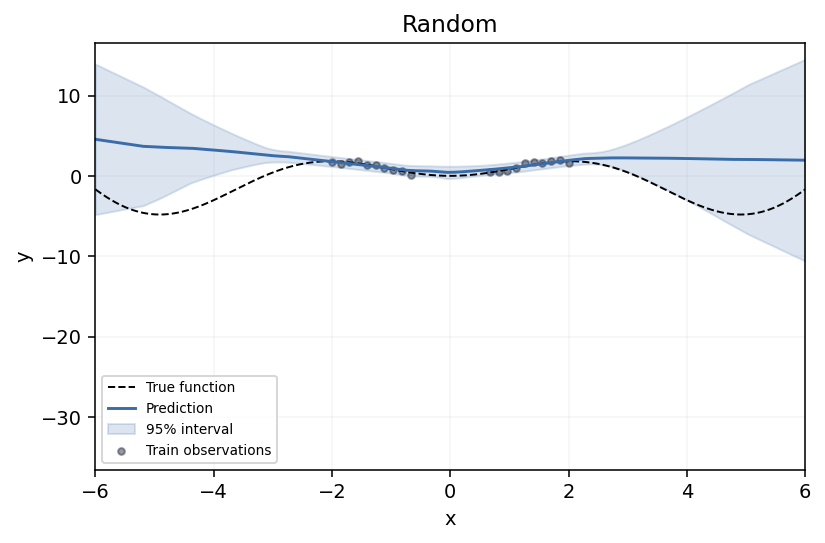 Random
y
10
0
−10
−20
−30
True function
Prediction
95% interval
Train observations
−6
−4
−2
0
2
4
6
x